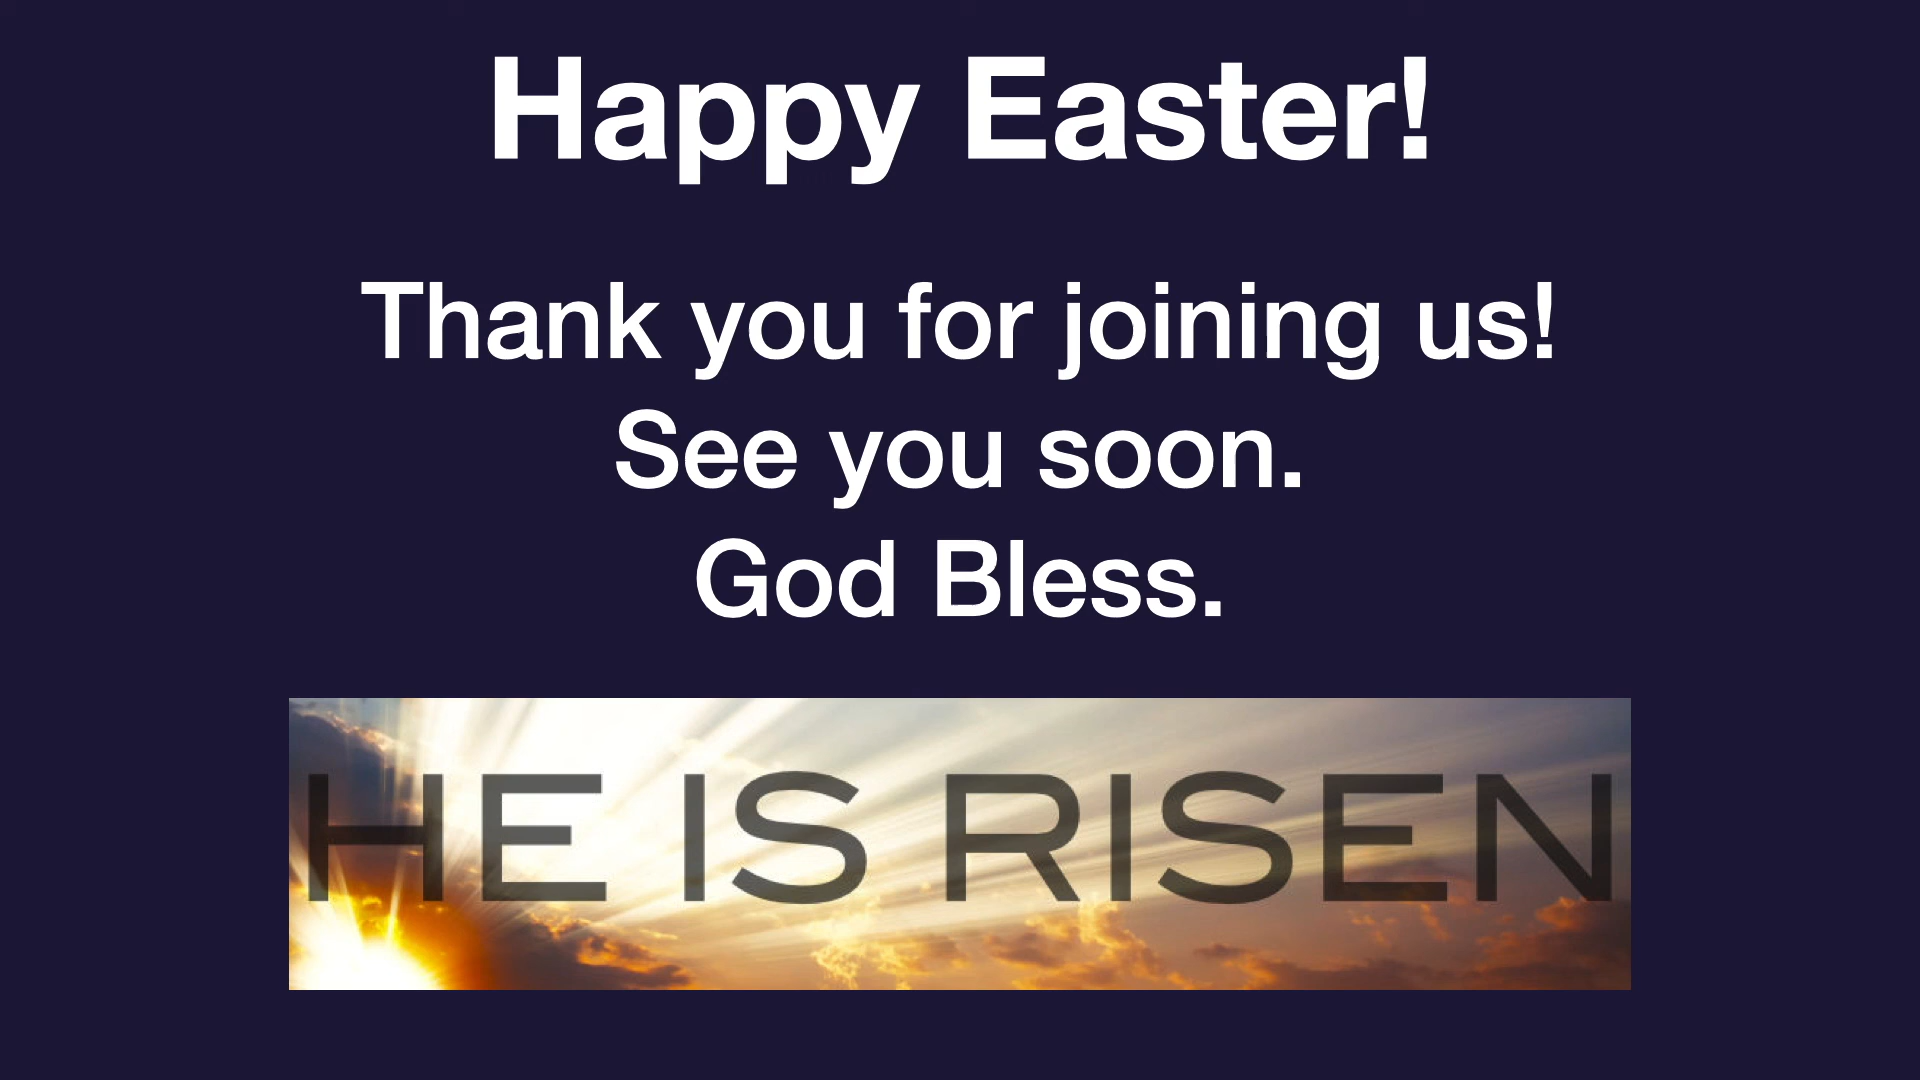 Happy Easter!
Thank you for joining us!
See you soon.
God Bless.
HE IS RISEN